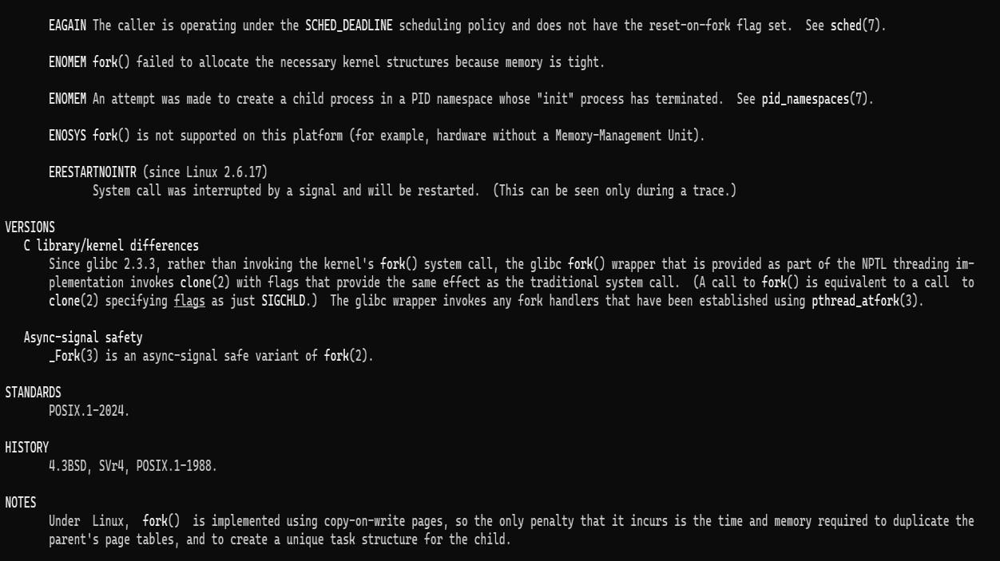 EAGAIN The caller is operating under the SCHED_DEADLINE scheduling policy and does not have the reset-on-fork flag set.  See sched(7).
ENOMEM fork() failed to allocate the necessary kernel structures because memory is tight.
ENOMEM An attempt was made to create a child process in a PID namespace whose "init" process has terminated.  See pid_namespaces(7).
ENOSYS fork() is not supported on this platform (for example, hardware without a Memory-Management Unit).
ERESTARTNOINTR (since Linux 2.6.17)
System call was interrupted by a signal and will be restarted.  (This can be seen only during a trace.)
VERSIONS
C library/kernel differences
Since glibc 2.3.3, rather than invoking the kernel's fork() system call, the glibc fork() wrapper that is provided as part of the NPTL threading im-
plementation invokes clone(2) with flags that provide the same effect as the traditional system call.  (A call to fork() is equivalent to a call  to
clone(2) specifying flags as just SIGCHLD.)  The glibc wrapper invokes any fork handlers that have been established using pthread_atfork(3).
Async-signal safety
_Fork(3) is an async-signal safe variant of fork(2).
STANDARDS
POSIX.1-2024.
HISTORY
4.3BSD, SVr4, POSIX.1-1988.
NOTES
Under  Linux,  fork()  is implemented using copy-on-write pages, so the only penalty that it incurs is the time and memory required to duplicate the
parent's page tables, and to create a unique task structure for the child.